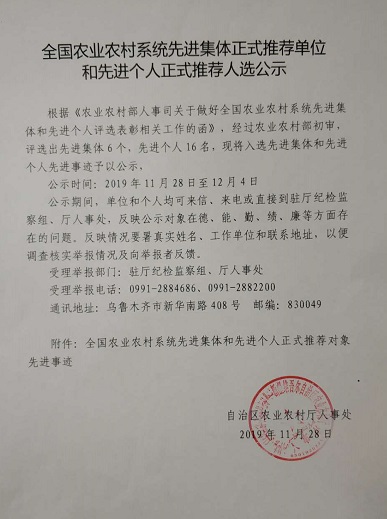 全国农业农村系统先进集体正式推荐单位
和先进个人正式推荐人选公示
根据《农业农村部人事司关于做好全国农业农村系统先进集
体和先进个人评选表彰相关工作的函》，经过农业农村部初审，
评选出先进集体6个，先进个人16名，现将入选先进集体和先进
个人先进事迹予以公示。
公示时间：2019年11月28日至12月4日
公示期间，单位和个人均可来信、来电或直接到驻厅纪检监
察组、厅人事处，反映公示对象在德、能、勤、绩、廉等方面存
在的问题。反映情况要署真实姓名、工作单位和联系地址，以便
调查核实举报情况及向举报者反馈。
受理举报部门：驻厅纪检监察组、厅人事处
受理举报电话：0991-2884686、0991-2882200
通讯地址：乌鲁木齐市新华南路408号 邮编：830049
附件：全国农业农村系统先进集体和先进个人正式推荐对象
先进事迹
自治区农业农村厅人事处
2019年11月28日